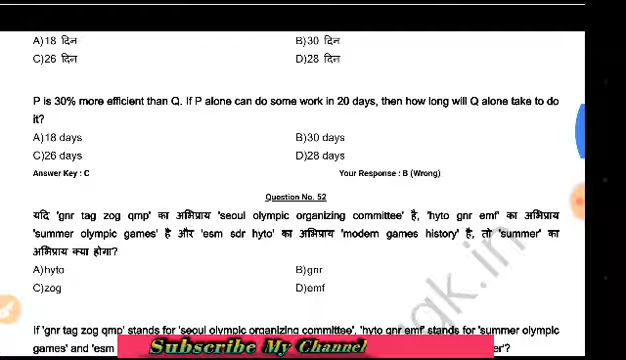 A)18 दिन B)30 दिन
C)26 दिन D)28 दिन
P is 30% more efficient than Q. If P alone can do some work in 20 days, then how long will Q alone take to do
it?
A)18 days B)30 days
C)26 days D)28 days
Answer Key : C Your Response : B (Wrong)
Question No. 52
यदि 'gnr tag zog qmp' का अभिप्राय 'seoul olympic organizing committee' है, 'hyto gnr emf' का अभिप्राय
'summer olympic games' है और 'esm sdr hyto' का अभिप्राय 'modern games history' है, तो 'summer' का
अभिप्राय क्या होगा?
A)hyto B)gnr
C)zog D)emf
If 'gnr tag zog qmp' stands for 'seoul olympic organizing committee', 'hyto gnr emf' stands for 'summer olympic
games' and 'esm
Subscribe My Channel
gk.in